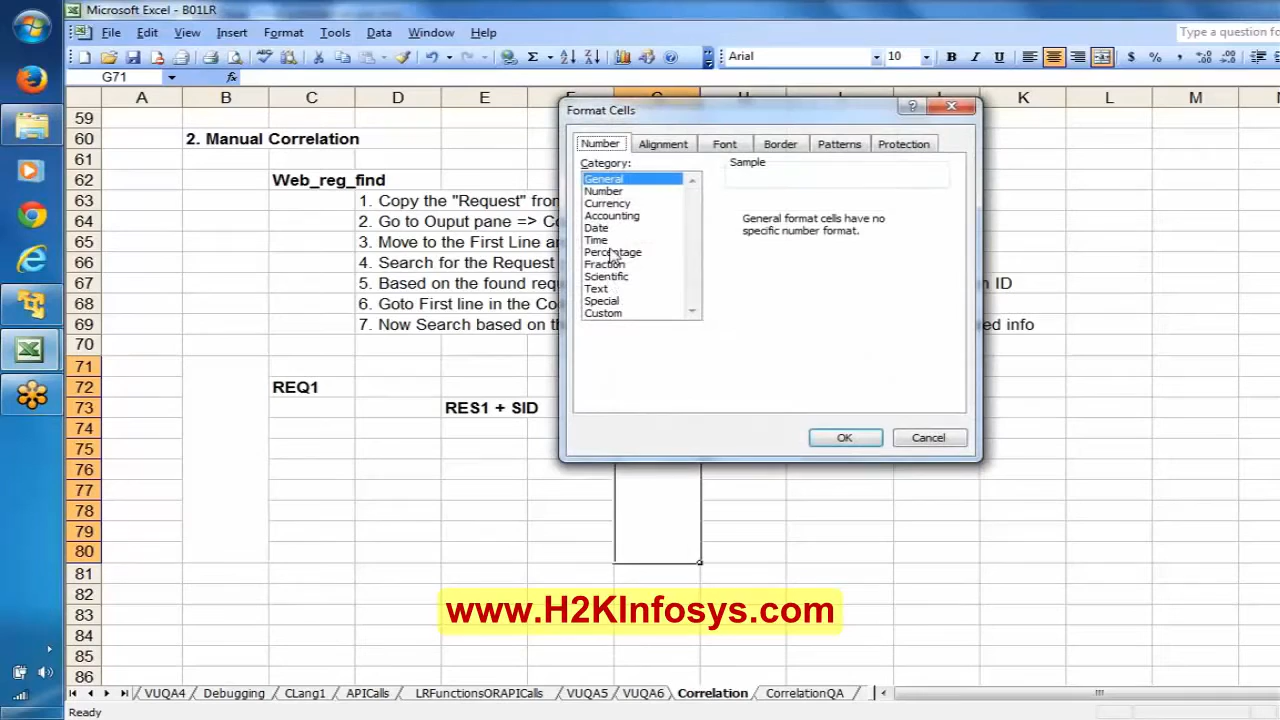 Microsoft Excel - B01LR
File Edit View Insert Format Tools Data Window Help
Type a question fo
Arial 10 B I U $ % ,
G71 fx
A B C D E H K L M
59
60 2. Manual Correlation
61
62 Web_reg_find
63 1. Copy the "Request" from
64 2. Go to Ouput pane => Co
65 3. Move to the First Line an
66 4. Search for the Request
67 5. Based on the found requ n ID
68 6. Goto First line in the Co
69 7. Now Search based on th ed info
70
71
72 REQ1
73 RES1 + SID
74
75
76
77
78
79
80
81
82
83
84
85
86
Format Cells
Number Alignment Font Border Patterns Protection
Category:
Sample
General
Number
Currency
Accounting
Date
Time
Percentage
Fraction
Scientific
Text
Special
Custom
General format cells have no
specific number format.
OK Cancel
www.H2KInfosys.com
VUQA4 Debugging CLang1 APICalls LRFunctionsORAPICalls VUQA5 VUQA6 Correlation CorrelationQA
Ready